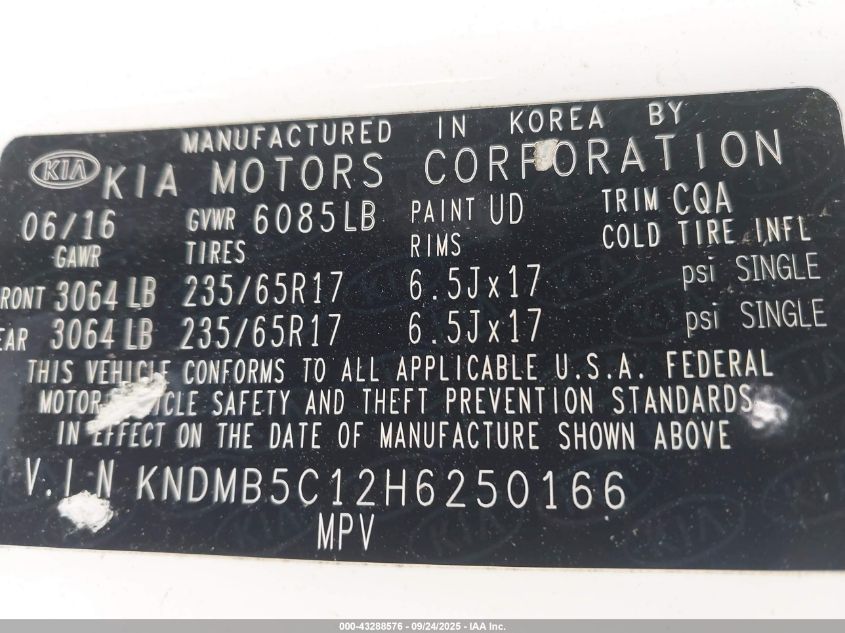 MANUFACTURED IN KOREA BY
KIA KIA MOTORS CORPORATION
06/16 GVWR 6085LB PAINT UD TRIM CQA
GAWR TIRES RIMS COLD TIRE INFL
RONT 3064 LB 235/65R17 6.5Jx17 psi SINGLE
EAR 3064 LB 235/65R17 6.5Jx17 psi SINGLE
THIS VEHICLE CONFORMS TO ALL APPLICABLE U.S.A. FEDERAL
MOTOR VEHICLE SAFETY AND THEFT PREVENTION STANDARDS
IN EFFECT ON THE DATE OF MANUFACTURE SHOWN ABOVE
V.I.N KNDMB5C12H6250166
MPV
000-43288576 - 09/24/2025 - IAA Inc.